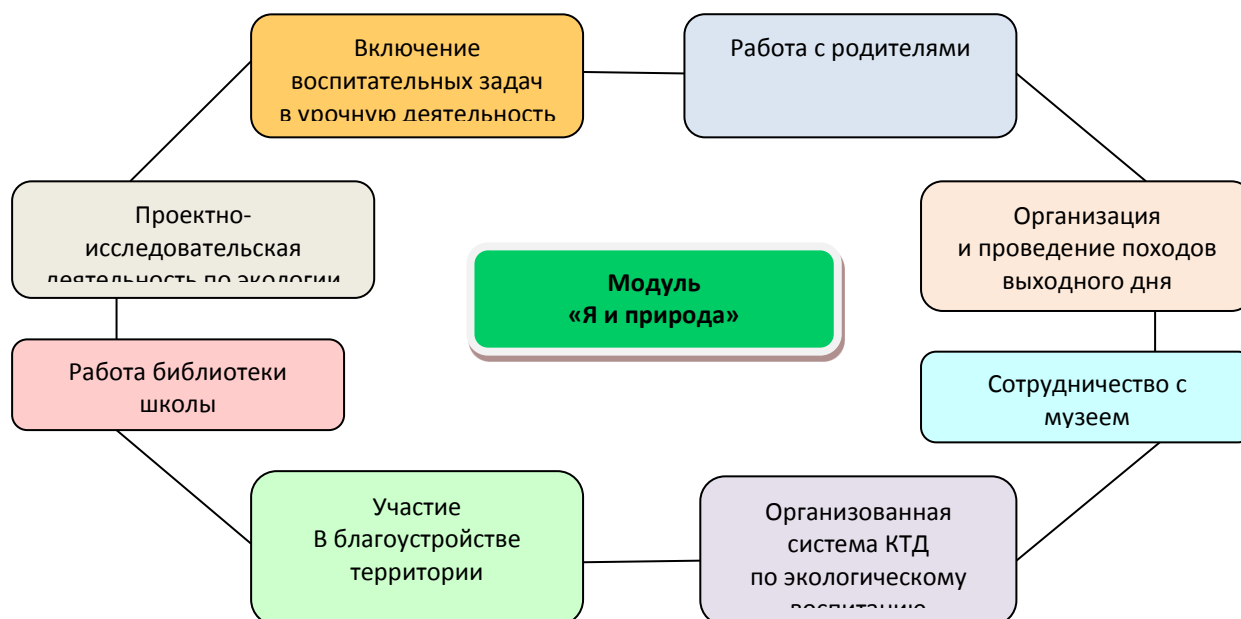 Включение
воспитательных задач
в урочную деятельность
Работа с родителями
Проектно-
исследовательская
деятельность по экологии
Организация
и проведение походов
выходного дня
Модуль
«Я и природа»
Работа библиотеки
школы
Сотрудничество с
музеем
Участие
В благоустройстве
территории
Организованная
система КТД
по экологическому
воспитанию